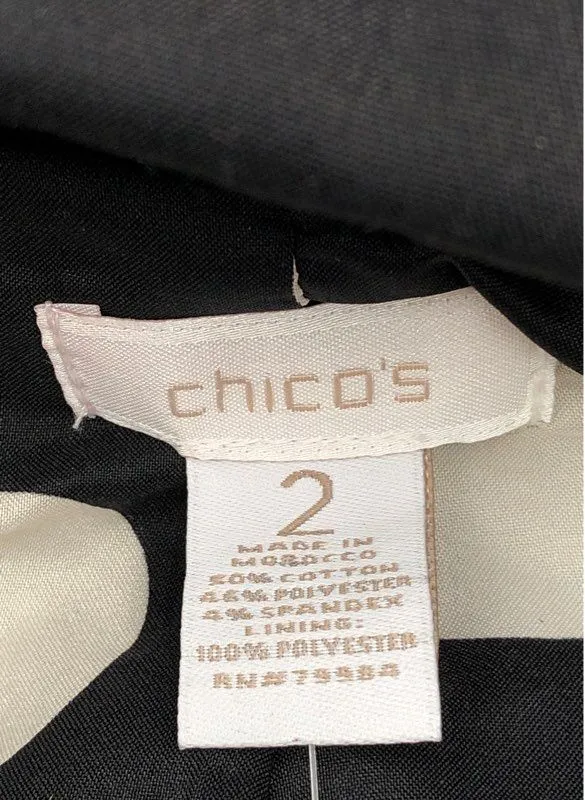 chico's
2
MADE IN
MOROCCO
50% COTTON
46% POLYESTER
4% SPANDEX
LINING:
100% POLYESTER
RN#79984